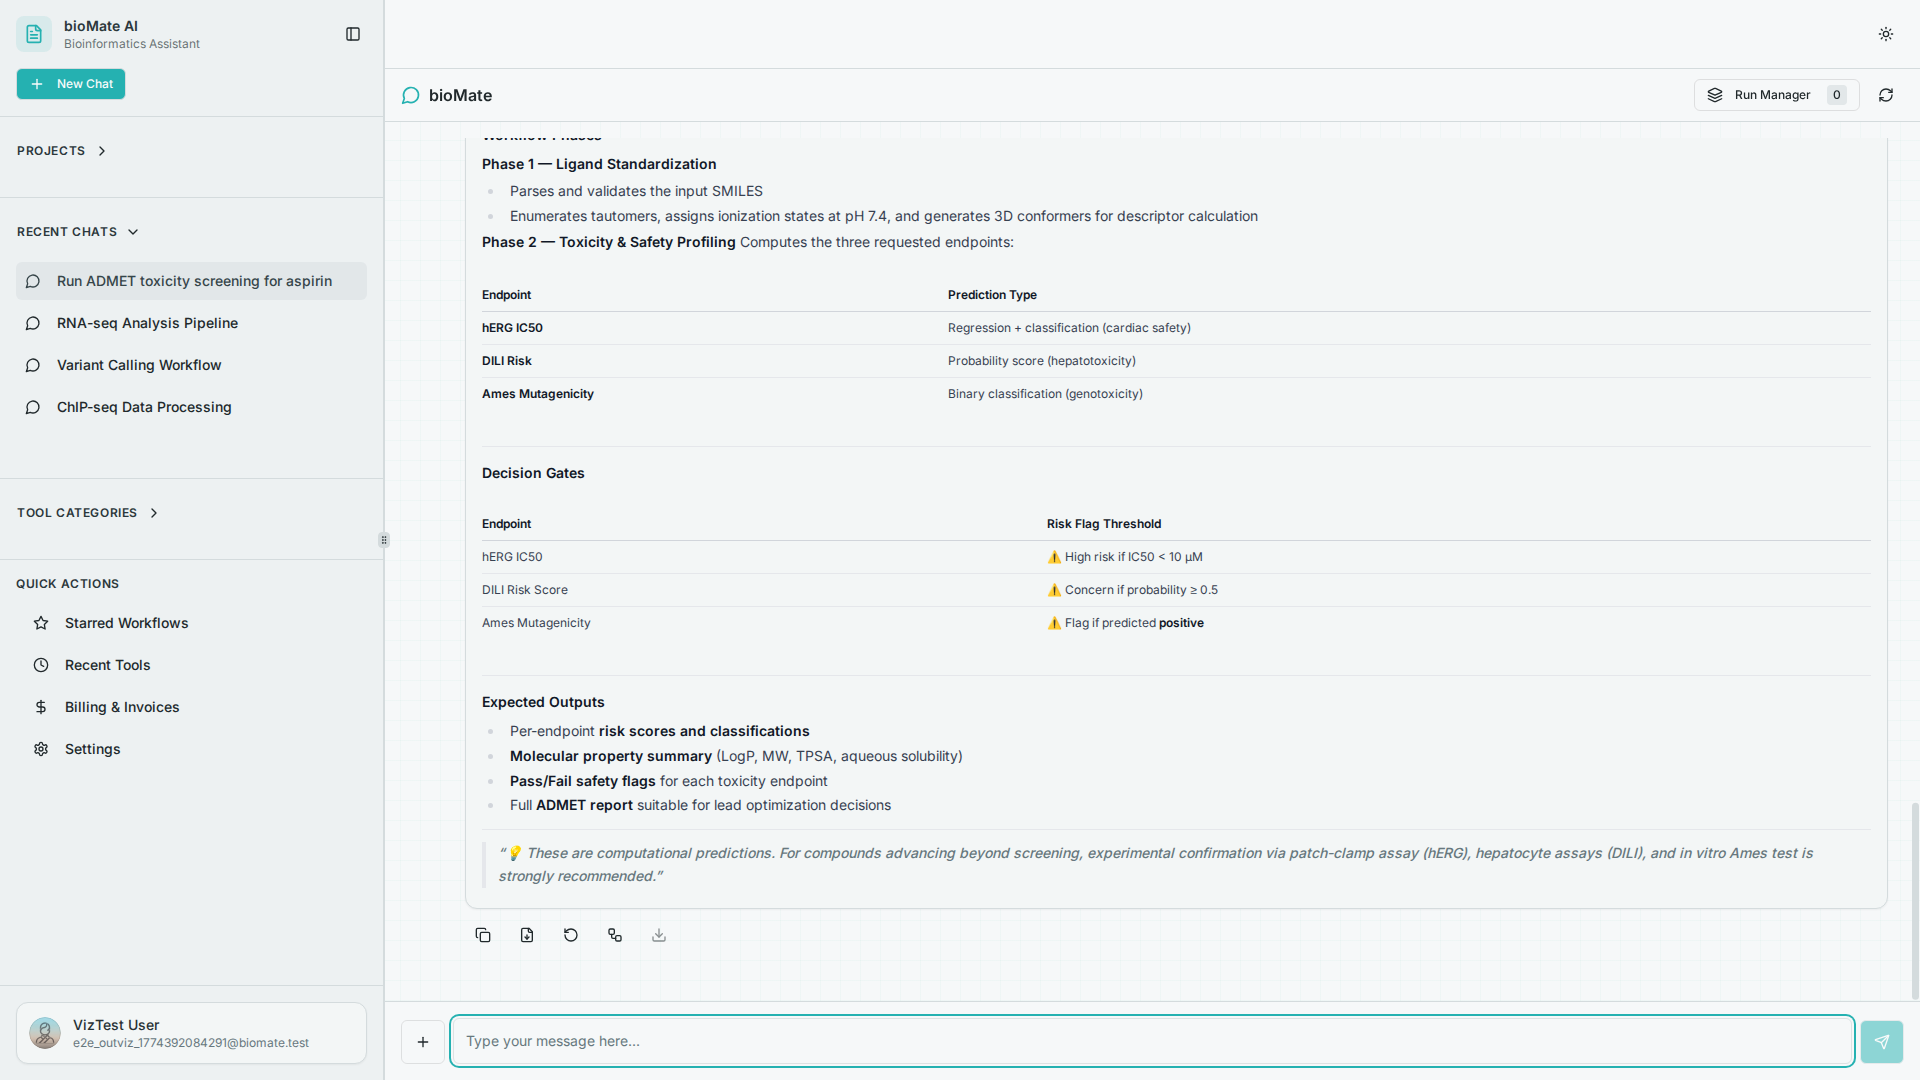 bioMate AI
Bioinformatics Assistant
New Chat
PROJECTS
RECENT CHATS
Run ADMET toxicity screening for aspirin
RNA-seq Analysis Pipeline
Variant Calling Workflow
ChIP-seq Data Processing
TOOL CATEGORIES
QUICK ACTIONS
Starred Workflows
Recent Tools
Billing & Invoices
Settings
VizTest User
e2e_outviz_1774392084291@biomate.test
bioMate
Run Manager 0
Workflow Phases
Phase 1 — Ligand Standardization
Parses and validates the input SMILES
Enumerates tautomers, assigns ionization states at pH 7.4, and generates 3D conformers for descriptor calculation
Phase 2 — Toxicity & Safety Profiling Computes the three requested endpoints:
Endpoint Prediction Type
hERG IC50 Regression + classification (cardiac safety)
DILI Risk Probability score (hepatotoxicity)
Ames Mutagenicity Binary classification (genotoxicity)
Decision Gates
Endpoint Risk Flag Threshold
hERG IC50 ⚠️ High risk if IC50 < 10 μM
DILI Risk Score ⚠️ Concern if probability ≥ 0.5
Ames Mutagenicity ⚠️ Flag if predicted positive
Expected Outputs
Per-endpoint risk scores and classifications
Molecular property summary (LogP, MW, TPSA, aqueous solubility)
Pass/Fail safety flags for each toxicity endpoint
Full ADMET report suitable for lead optimization decisions
“💡 These are computational predictions. For compounds advancing beyond screening, experimental confirmation via patch-clamp assay (hERG), hepatocyte assays (DILI), and in vitro Ames test is
strongly recommended.”
Type your message here...